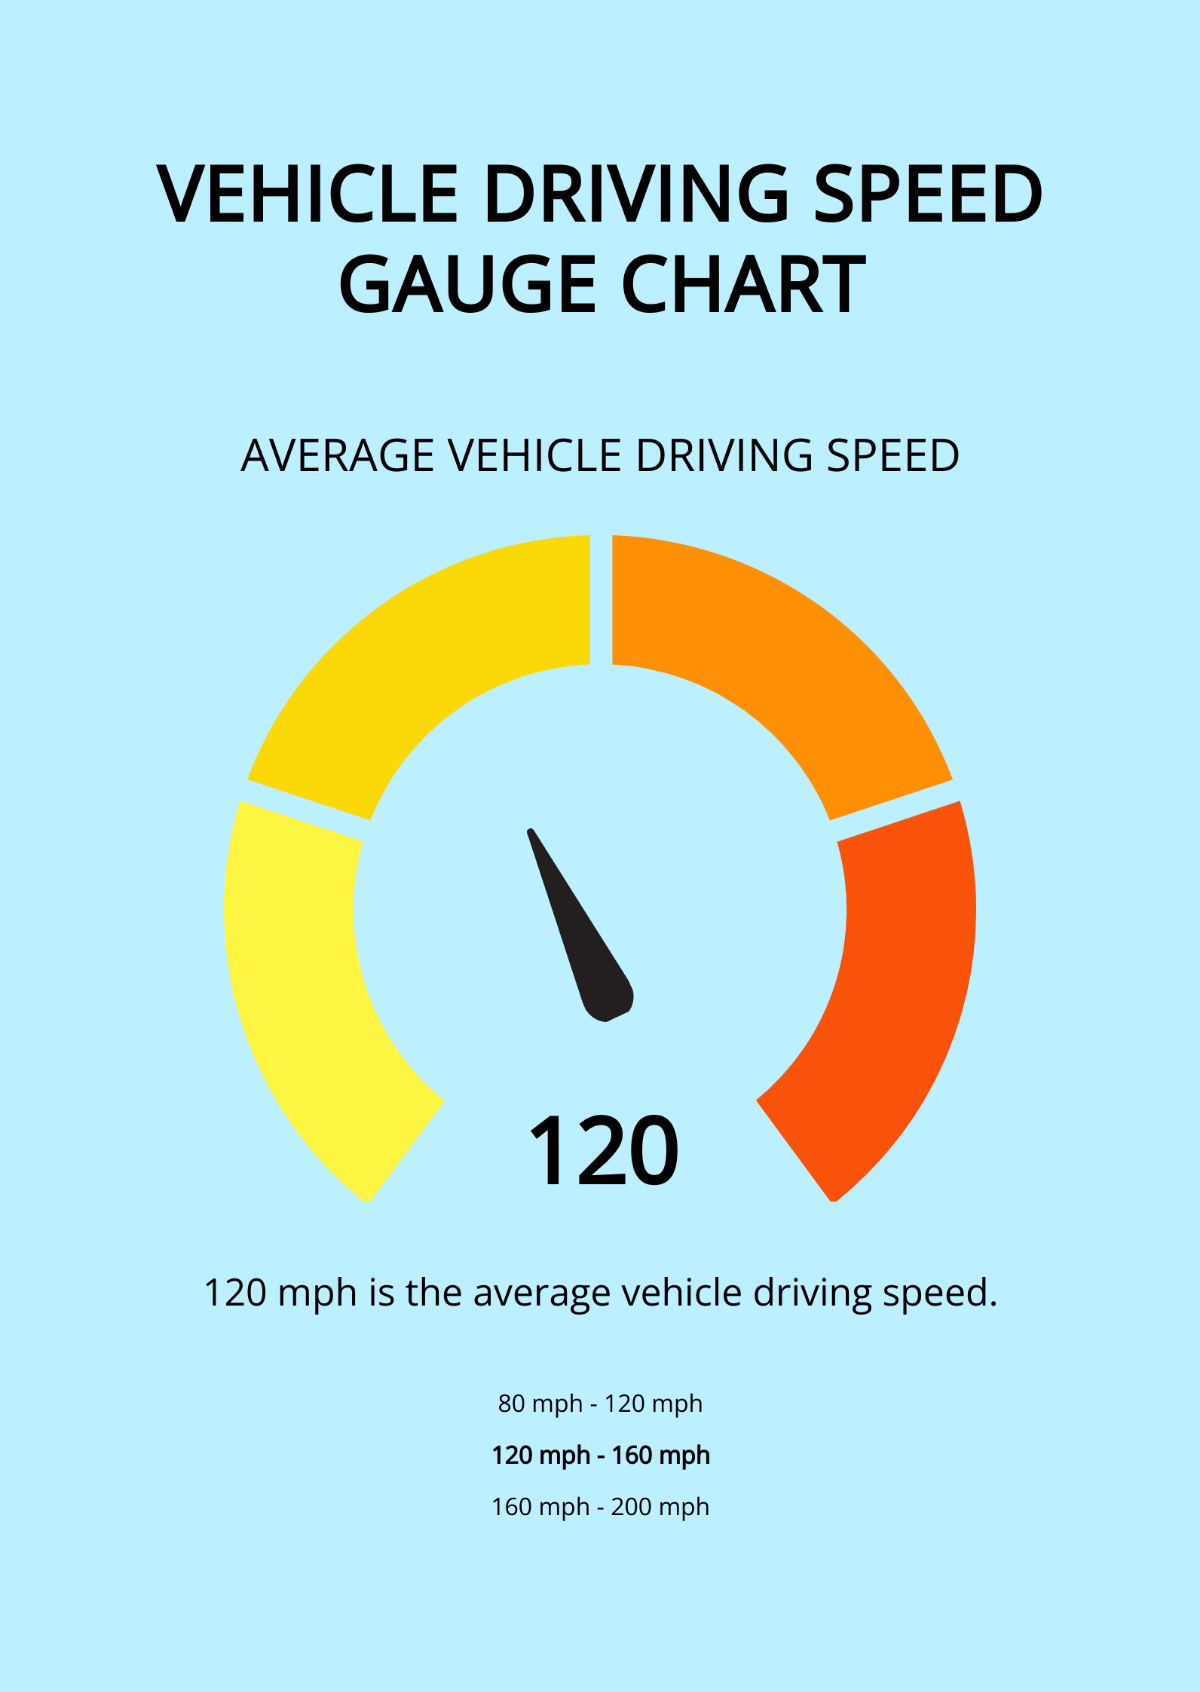 VEHICLE DRIVING SPEED
GAUGE CHART
AVERAGE VEHICLE DRIVING SPEED
120
120 mph is the average vehicle driving speed.
80 mph - 120 mph
120 mph - 160 mph
160 mph - 200 mph